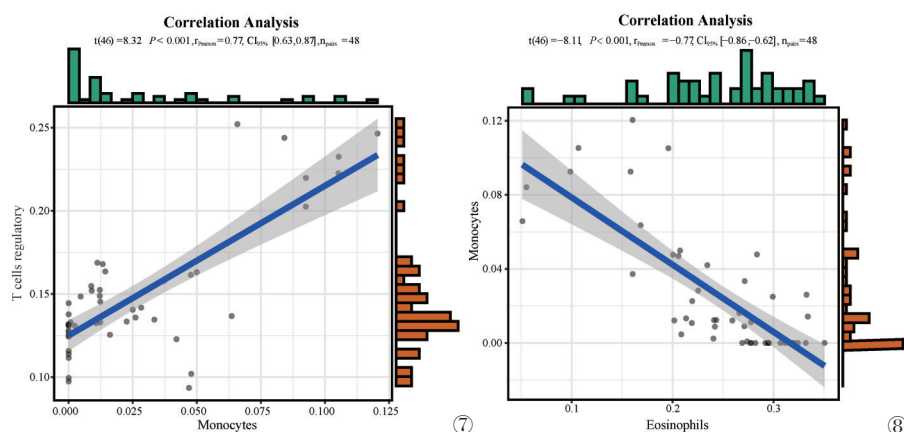 Correlation Analysis
t(46)=8.32, P<0.001, rPearson=0.77, CI95% [0.63,0.87], npairs=48
0.25
0.20
0.15
0.10
T cells regulatory
0.000 0.025 0.050 0.075 0.100 0.125
Monocytes
⑦
Correlation Analysis
t(46)=-8.11, P<0.001, rPearson=-0.77, CI95% [-0.86,-0.62], npairs=48
0.12
0.08
0.04
0.00
Monocytes
0.1 0.2 0.3
Eosinophils
⑧